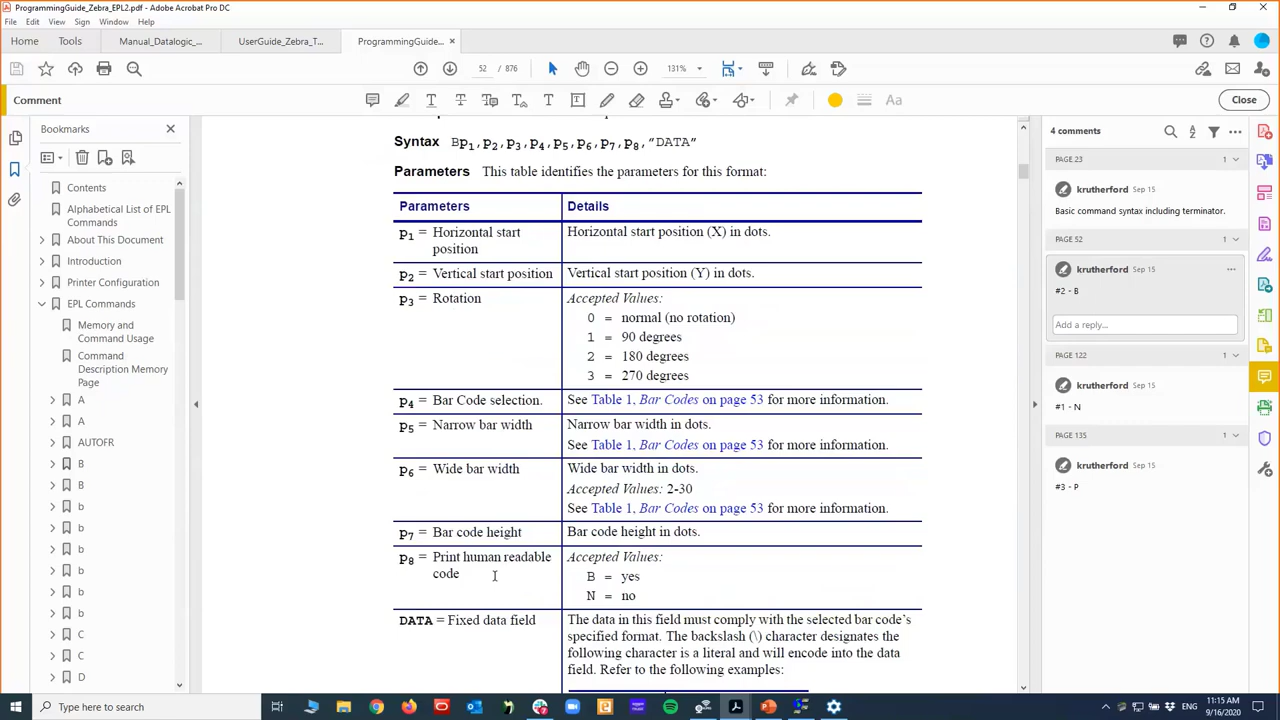 ProgrammingGuide_Zebra_EPL2.pdf - Adobe Acrobat Pro DC
File Edit View Sign Window Help
Home Tools Manual_Datalogic_... UserGuide_Zebra_T... ProgrammingGuide...
52 / 876 131%
Comment Close
Bookmarks
Contents
Alphabetical List of EPL
Commands
About This Document
Introduction
Printer Configuration
EPL Commands
Memory and
Command Usage
Command
Description Memory
Page
A
A
AUTOFR
B
B
b
b
b
b
b
b
C
C
D
Syntax Bp1,p2,p3,p4,p5,p6,p7,p8,"DATA"
Parameters This table identifies the parameters for this format:
Parameters Details
p1 = Horizontal start Horizontal start position (X) in dots.
position
p2 = Vertical start position Vertical start position (Y) in dots.
p3 = Rotation Accepted Values:
0 = normal (no rotation)
1 = 90 degrees
2 = 180 degrees
3 = 270 degrees
p4 = Bar Code selection. See Table 1, Bar Codes on page 53 for more information.
p5 = Narrow bar width Narrow bar width in dots.
See Table 1, Bar Codes on page 53 for more information.
p6 = Wide bar width Wide bar width in dots.
Accepted Values: 2-30
See Table 1, Bar Codes on page 53 for more information.
p7 = Bar code height Bar code height in dots.
p8 = Print human readable Accepted Values:
code B = yes
N = no
DATA = Fixed data field The data in this field must comply with the selected bar code's
specified format. The backslash (\) character designates the
following character is a literal and will encode into the data
field. Refer to the following examples:
4 comments
PAGE 23 1
krutherford Sep 15
Basic command syntax including terminator.
PAGE 52 1
krutherford Sep 15
#2 - B
Add a reply...
PAGE 122 1
krutherford Sep 15
#1 - N
PAGE 135 1
krutherford Sep 15
#3 - P
Type here to search
11:15 AM
9/16/2020